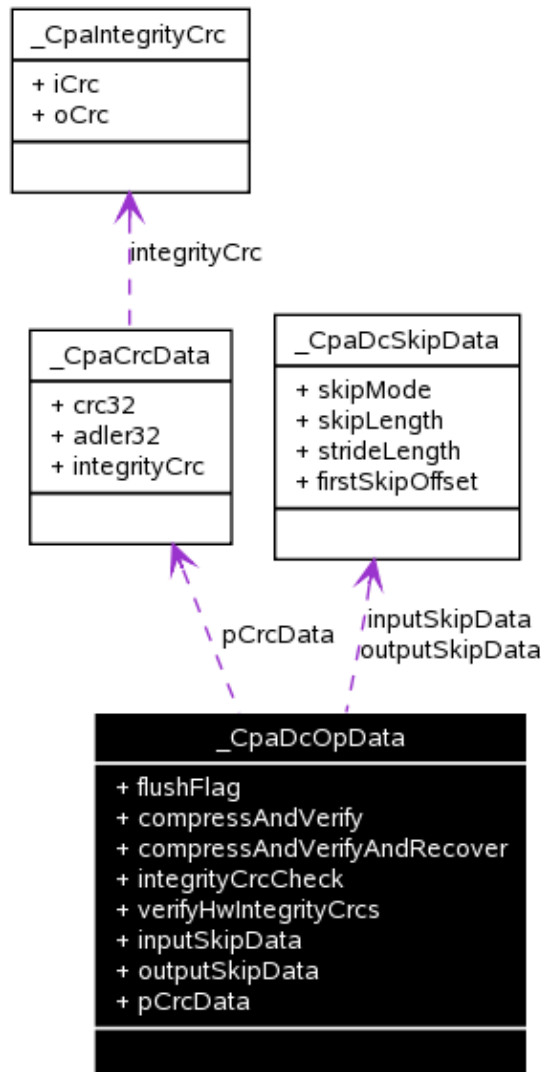 _CpaIntegrityCrc
+ iCrc
+ oCrc
integrityCrc
_CpaCrcData
+ crc32
+ adler32
+ integrityCrc
_CpaDcSkipData
+ skipMode
+ skipLength
+ strideLength
+ firstSkipOffset
pCrcData
inputSkipData
outputSkipData
_CpaDcOpData
+ flushFlag
+ compressAndVerify
+ compressAndVerifyAndRecover
+ integrityCrcCheck
+ verifyHwIntegrityCrcs
+ inputSkipData
+ outputSkipData
+ pCrcData